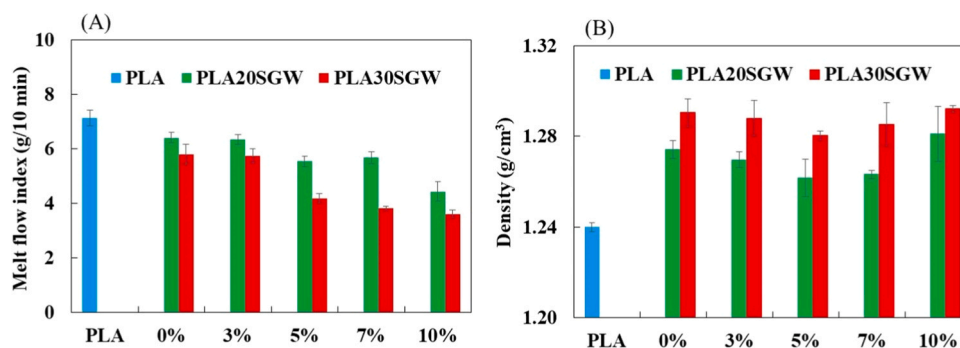 (A)
Melt flow index (g/10 min)
10
8
6
4
2
0
PLA PLA20SGW PLA30SGW
PLA 0% 3% 5% 7% 10%
(B)
Density (g/cm³)
1.32
1.28
1.24
1.20
PLA PLA20SGW PLA30SGW
PLA 0% 3% 5% 7% 10%